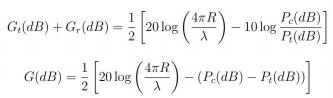 G_t(dB) + G_r(dB) = \frac{1}{2} \left[ 20 \log \left( \frac{4\pi R}{\lambda} \right) - 10 \log \frac{P_c(dB)}{P_t(dB)} \right]
G(dB) = \frac{1}{2} \left[ 20 \log \left( \frac{4\pi R}{\lambda} \right) - (P_c(dB) - P_t(dB)) \right]